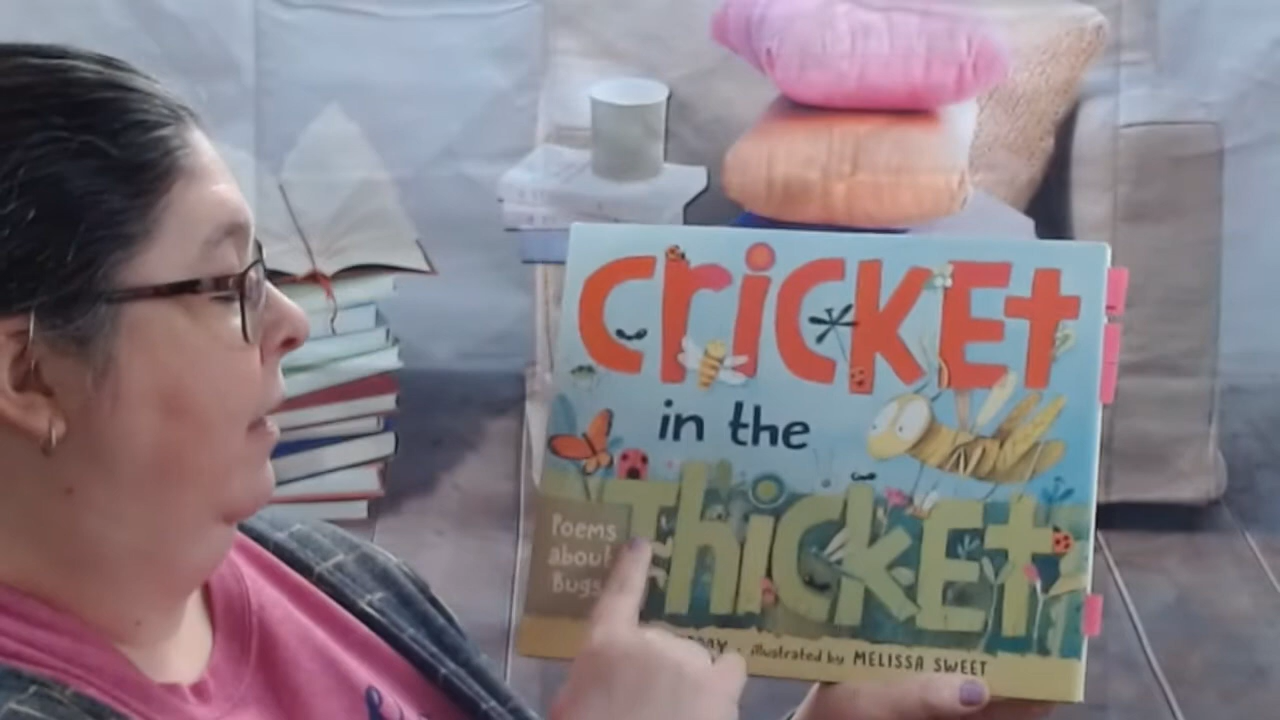 CRICKET
in the
THICKET
Poems
about
Bugs
illustrated by MELISSA SWEET